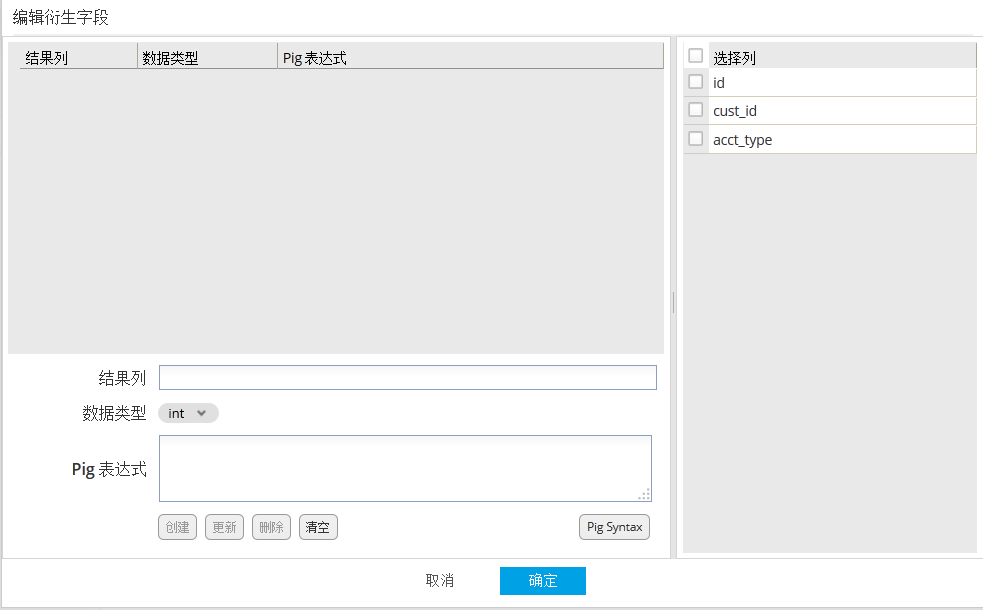 编辑衍生字段
结果列 数据类型 Pig 表达式
选择列
id
cust_id
acct_type
结果列
数据类型 int
Pig 表达式
创建 更新 删除 清空 Pig Syntax
取消 确定